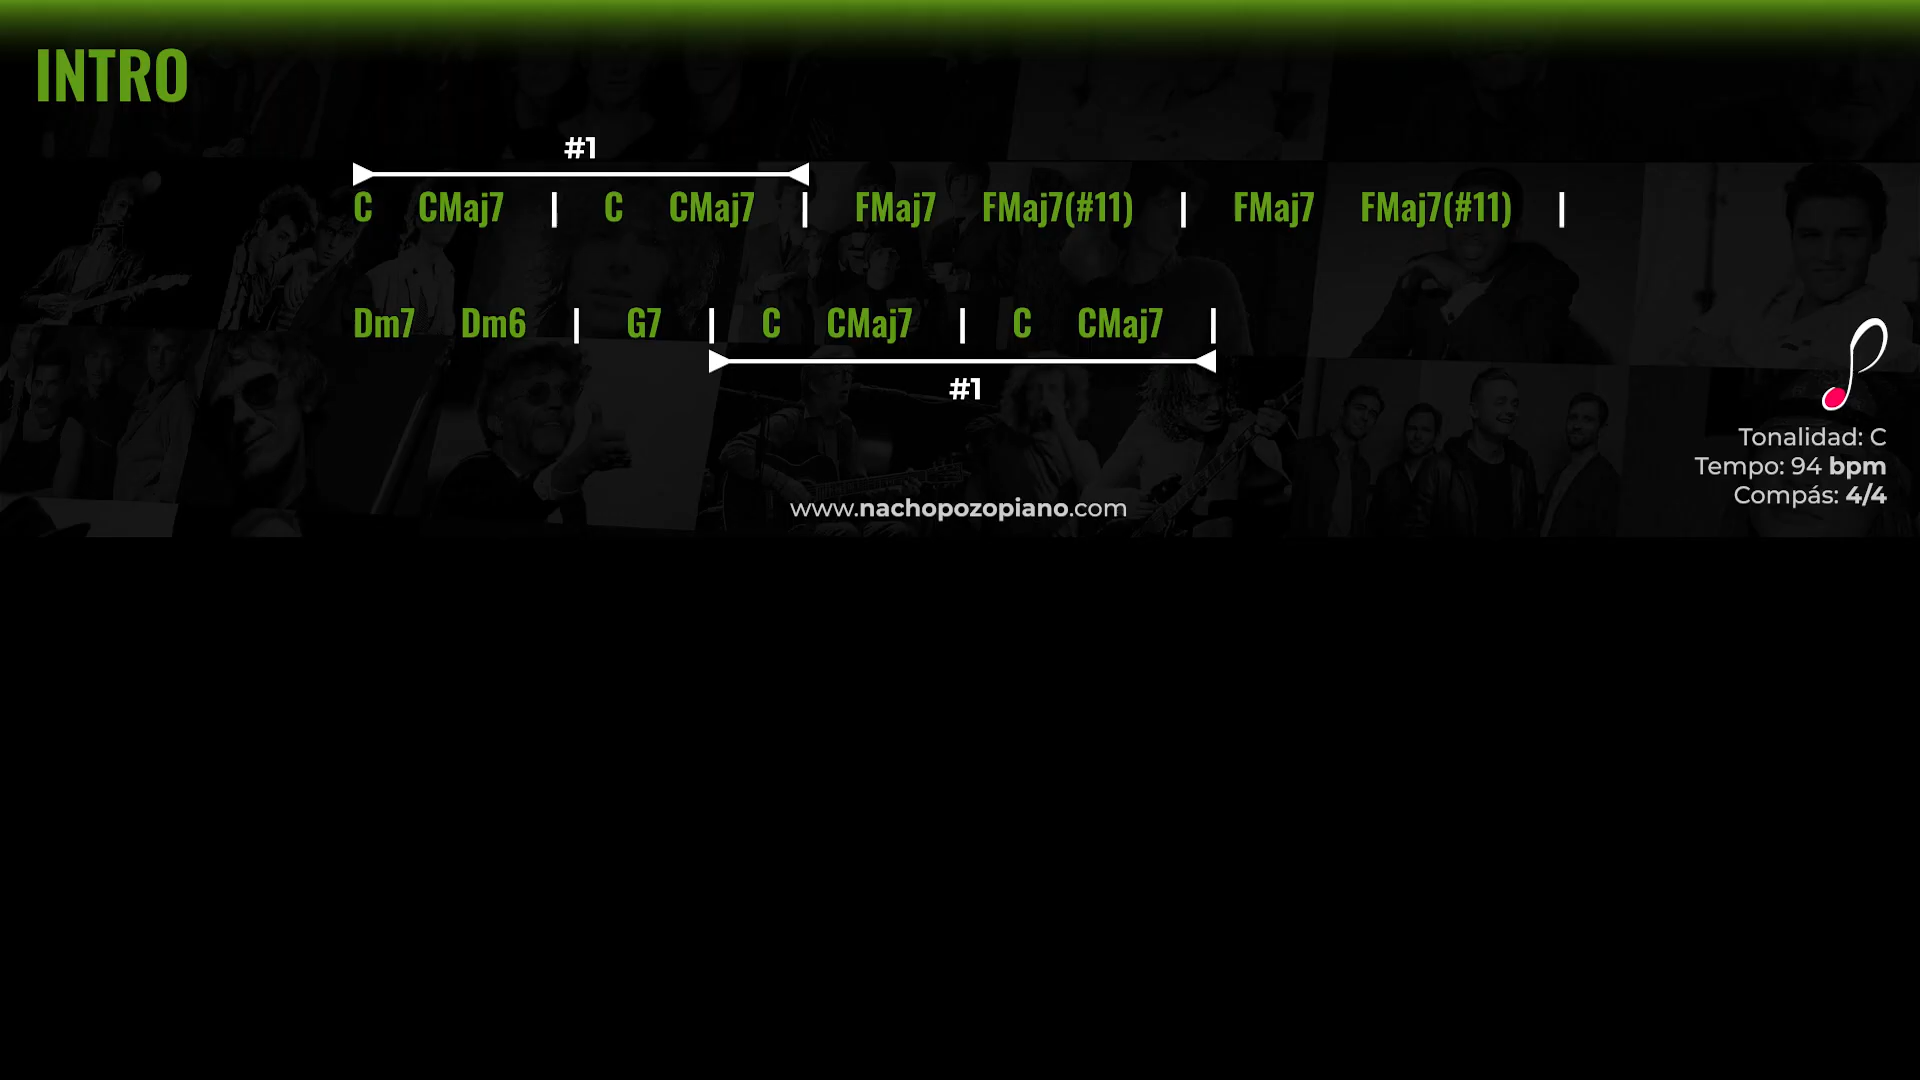 INTRO
#1
C CMaj7 | C CMaj7 | FMaj7 FMaj7(#11) | FMaj7 FMaj7(#11) |
Dm7 Dm6 | G7 | C CMaj7 | C CMaj7 |
#1
Tonalidad: C
Tempo: 94 bpm
Compás: 4/4
www.nachopozopiano.com